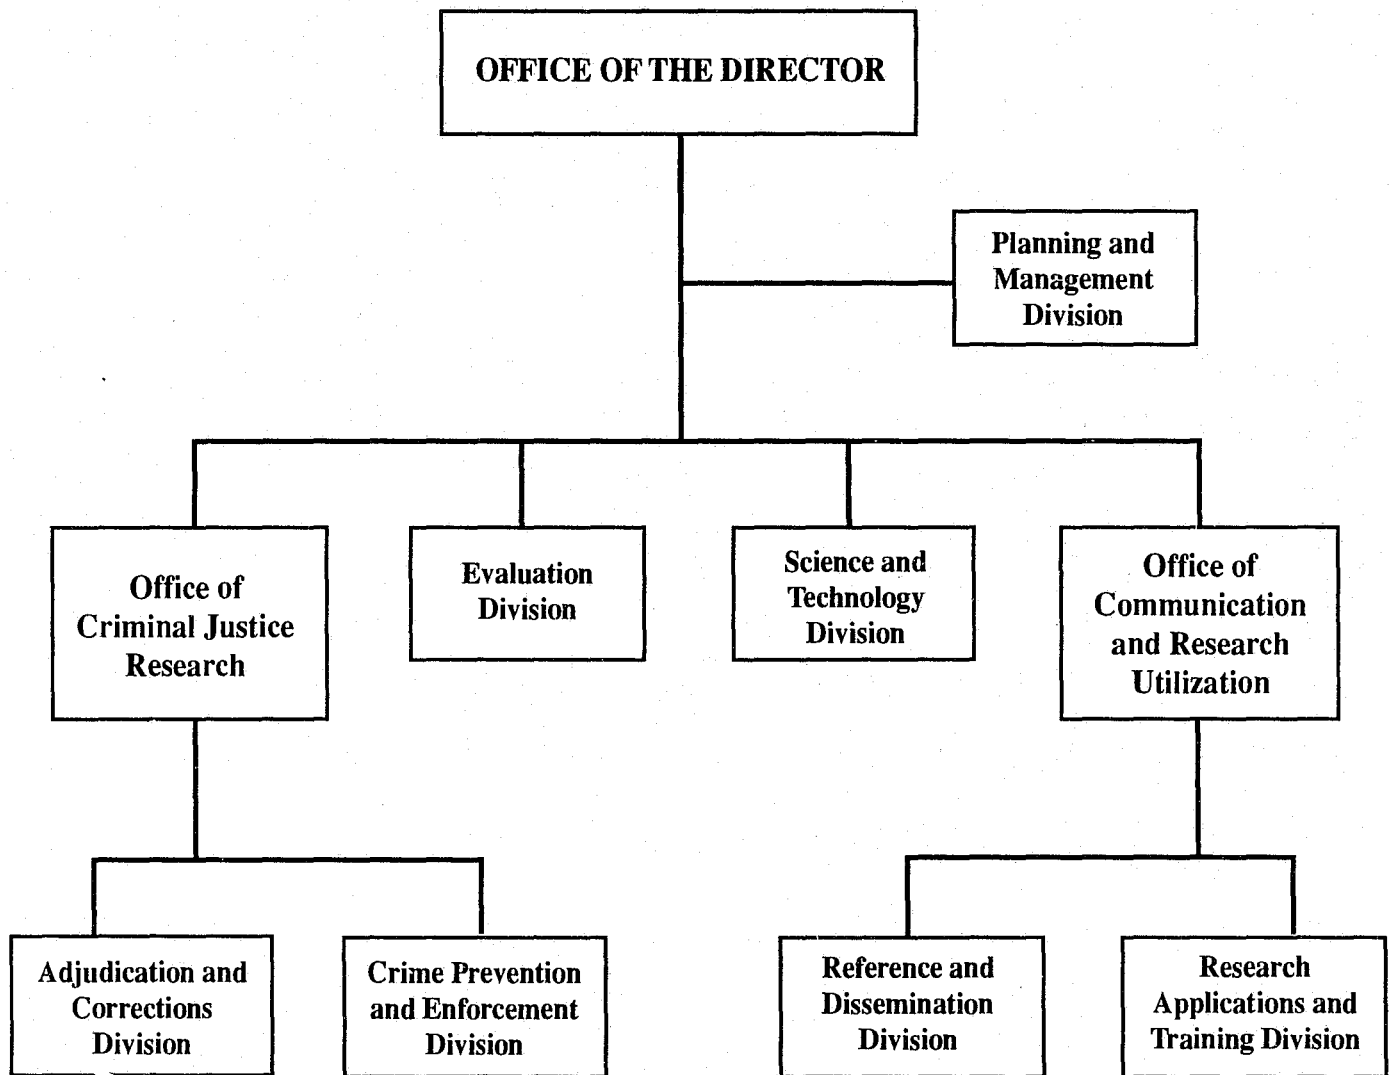 OFFICE OF THE DIRECTOR
Planning and
Management
Division
Office of
Criminal Justice
Research
Evaluation
Division
Science and
Technology
Division
Office of
Communication
and Research
Utilization
Adjudication and
Corrections
Division
Crime Prevention
and Enforcement
Division
Reference and
Dissemination
Division
Research
Applications and
Training Division